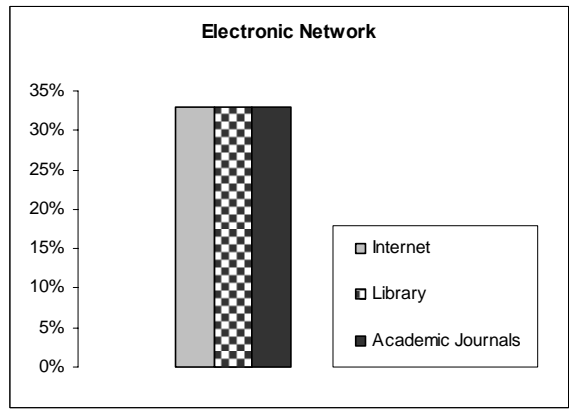 Electronic Network
35%
30%
25%
20%
15%
10%
5%
0%
Internet
Library
Academic Journals